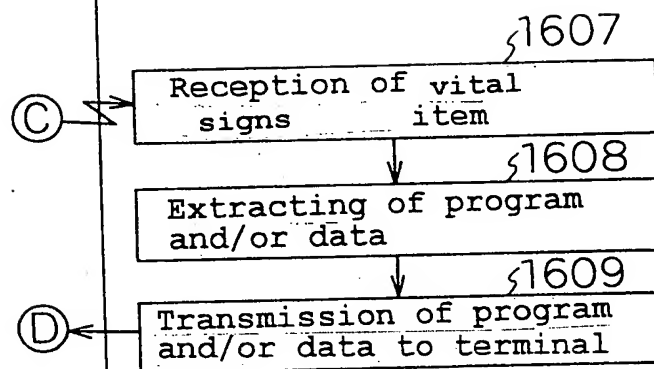 1607
Reception of vital
signs item
C
1608
Extracting of program
and/or data
1609
Transmission of program
and/or data to terminal
D